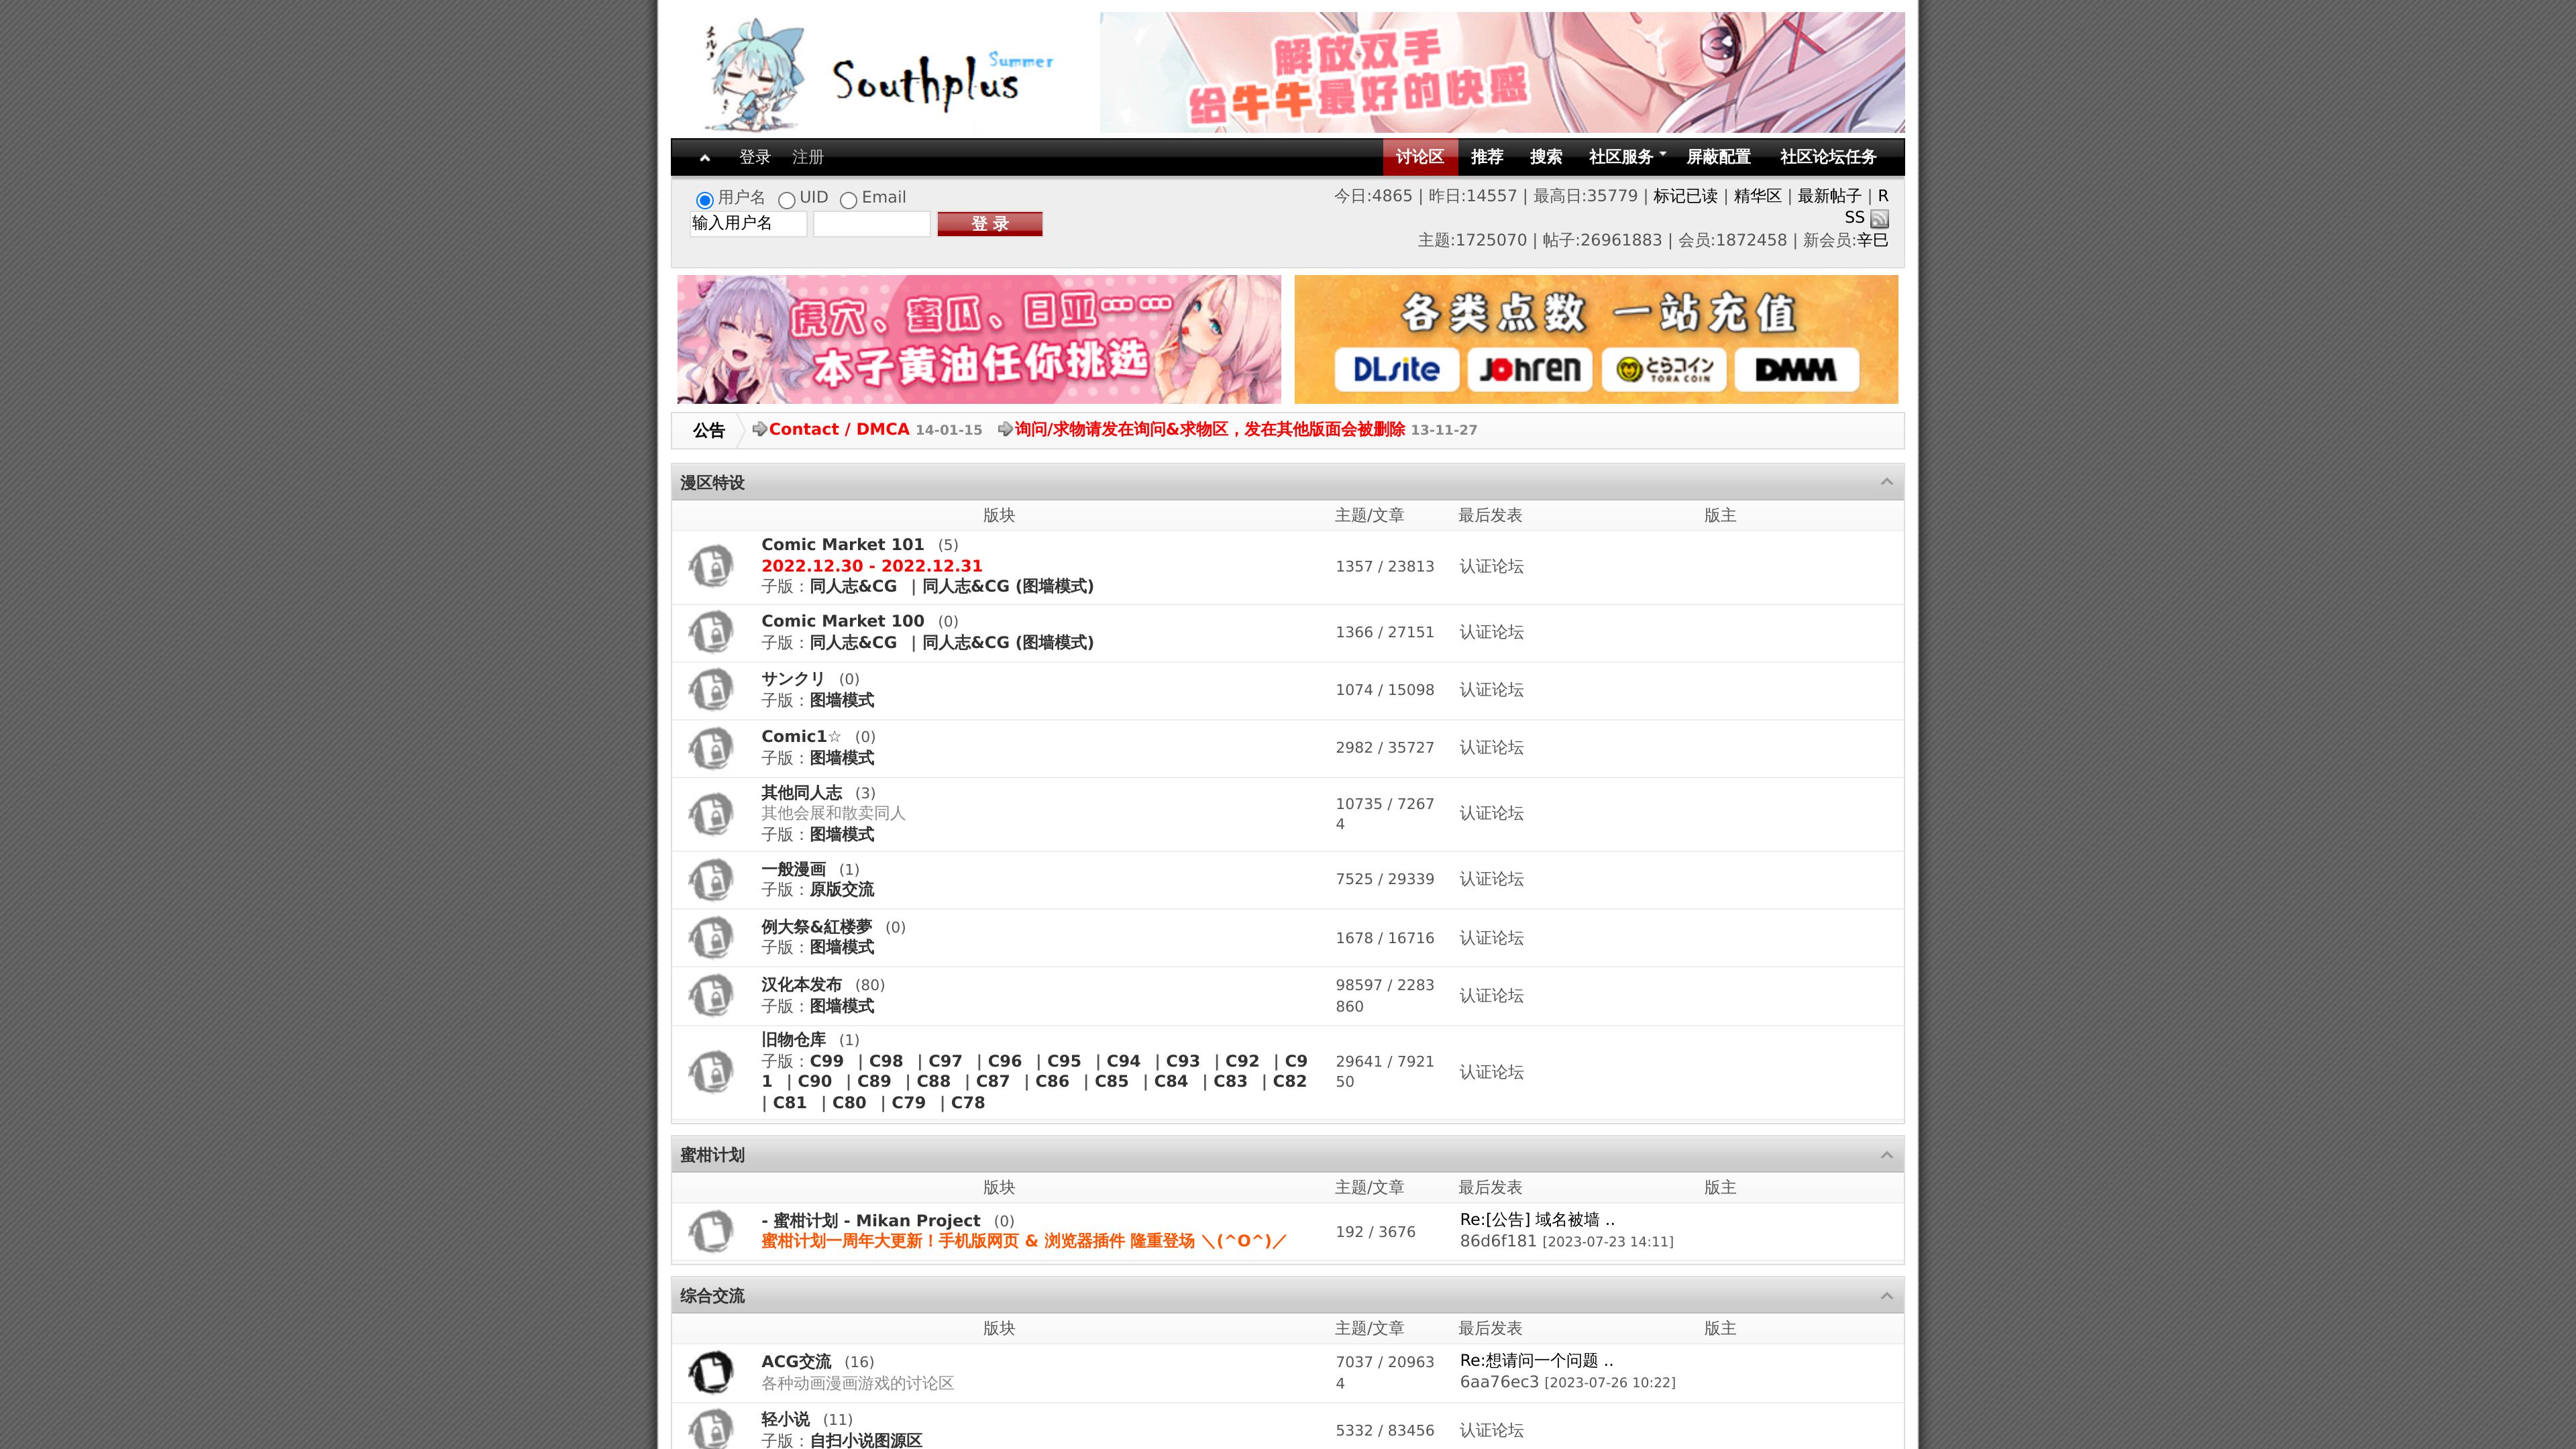 チルノ
Summer
Southplus
解放双手
给牛牛最好的快感
登录 注册 讨论区 推荐 搜索 社区服务 屏蔽配置 社区论坛任务
用户名 UID Email
输入用户名 登 录
今日:4865 | 昨日:14557 | 最高日:35779 | 标记已读 | 精华区 | 最新帖子 | R
SS
主题:1725070 | 帖子:26961883 | 会员:1872458 | 新会员:辛巳
虎穴、蜜瓜、日亚……
本子黄油任你挑选
各类点数 一站充值
DLsite Johren とらコイン TORA COIN DMM
公告 Contact / DMCA 14-01-15 询问/求物请发在询问&求物区，发在其他版面会被删除 13-11-27
漫区特设
版块 主题/文章 最后发表 版主
Comic Market 101 (5)
2022.12.30 - 2022.12.31
子版：同人志&CG | 同人志&CG (图墙模式)
1357 / 23813 认证论坛
Comic Market 100 (0)
子版：同人志&CG | 同人志&CG (图墙模式)
1366 / 27151 认证论坛
サンクリ (0)
子版：图墙模式
1074 / 15098 认证论坛
Comic1☆ (0)
子版：图墙模式
2982 / 35727 认证论坛
其他同人志 (3)
其他会展和散卖同人
子版：图墙模式
10735 / 7267
4
认证论坛
一般漫画 (1)
子版：原版交流
7525 / 29339 认证论坛
例大祭&紅楼夢 (0)
子版：图墙模式
1678 / 16716 认证论坛
汉化本发布 (80)
子版：图墙模式
98597 / 2283
860
认证论坛
旧物仓库 (1)
子版：C99 | C98 | C97 | C96 | C95 | C94 | C93 | C92 | C9
1 | C90 | C89 | C88 | C87 | C86 | C85 | C84 | C83 | C82
| C81 | C80 | C79 | C78
29641 / 7921
50
认证论坛
蜜柑计划
版块 主题/文章 最后发表 版主
- 蜜柑计划 - Mikan Project (0)
蜜柑计划一周年大更新！手机版网页 & 浏览器插件 隆重登场 ＼(^O^)／
192 / 3676
Re:[公告] 域名被墙 ..
86d6f181 [2023-07-23 14:11]
综合交流
版块 主题/文章 最后发表 版主
ACG交流 (16)
各种动画漫画游戏的讨论区
7037 / 20963
4
Re:想请问一个问题 ..
6aa76ec3 [2023-07-26 10:22]
轻小说 (11)
子版：自扫小说图源区
5332 / 83456 认证论坛